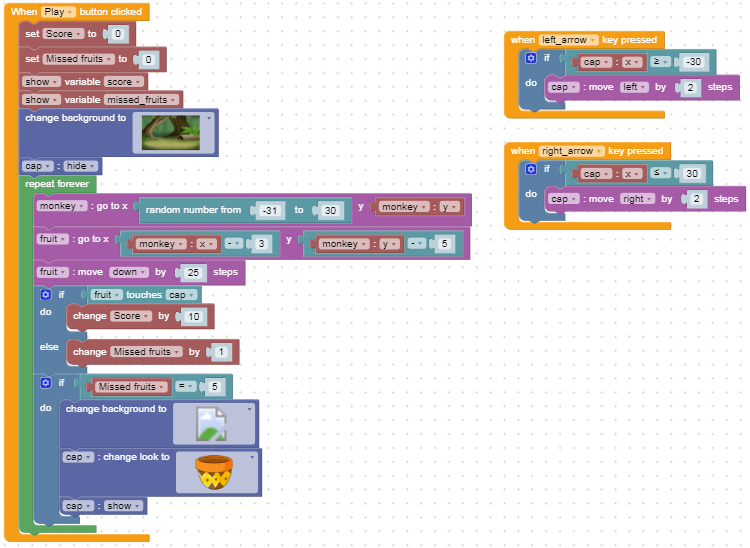 When Play button clicked
set Score to 0
set Missed fruits to 0
show variable score
show variable missed_fruits
change background to
cap : hide
repeat forever
monkey : go to x random number from -31 to 30 y monkey : y
fruit : go to x monkey : x - 3 y monkey : y - 5
fruit : move down by 25 steps
if fruit touches cap
do change Score by 10
else change Missed fruits by 1
if Missed fruits = 5
do change background to
cap : change look to
cap : show
when left_arrow key pressed
if cap : x ≥ -30
do cap : move left by 2 steps
when right_arrow key pressed
if cap : x ≤ 30
do cap : move right by 2 steps